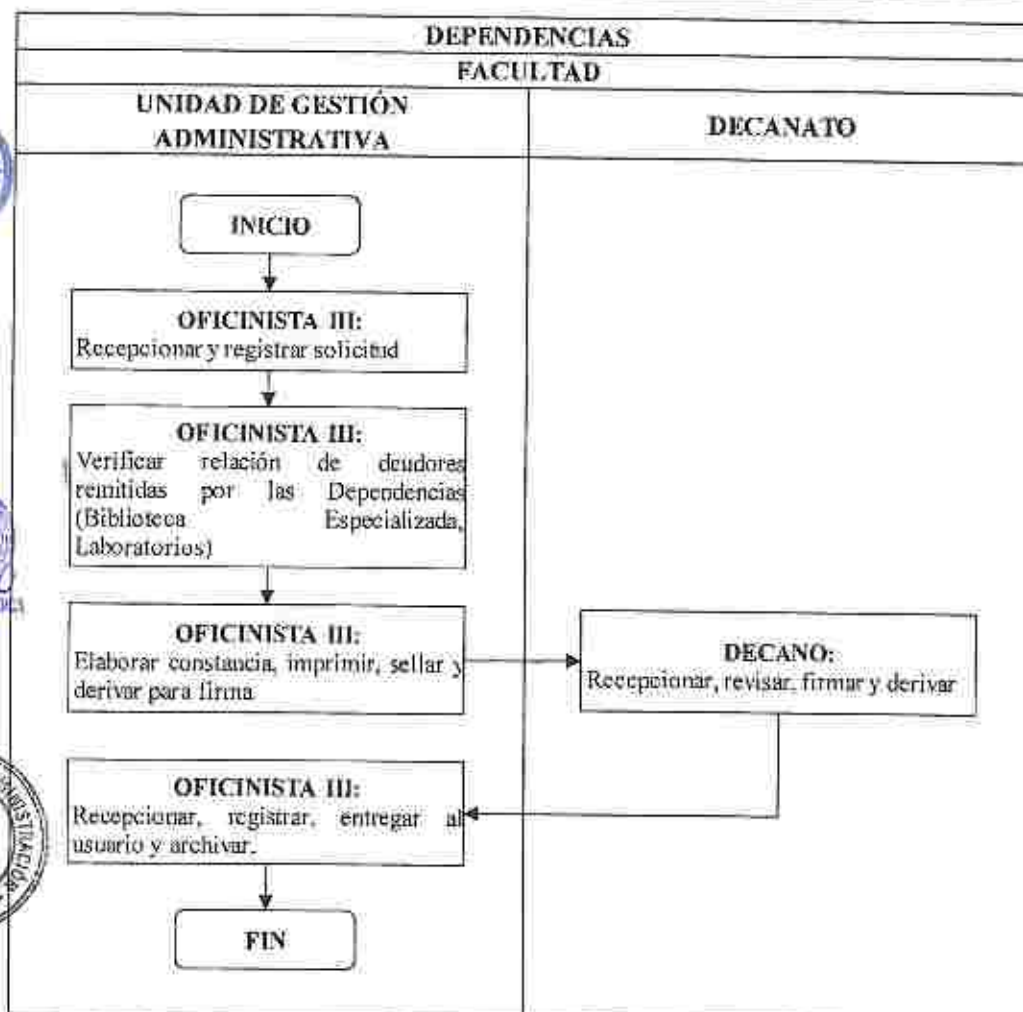 DEPENDENCIAS
FACULTAD
UNIDAD DE GESTIÓN
ADMINISTRATIVA
DECANATO
INICIO
OFICINISTA III:
Recepcionar y registrar solicitud
OFICINISTA III:
Verificar relación de deudores
remitidas por las Dependencias
(Biblioteca Especializada,
Laboratorios)
OFICINISTA III:
Elaborar constancia, imprimir, sellar y
derivar para firma
DECANO:
Recepcionar, revisar, firmar y derivar
OFICINISTA III:
Recepcionar, registrar, entregar al
usuario y archivar.
FIN